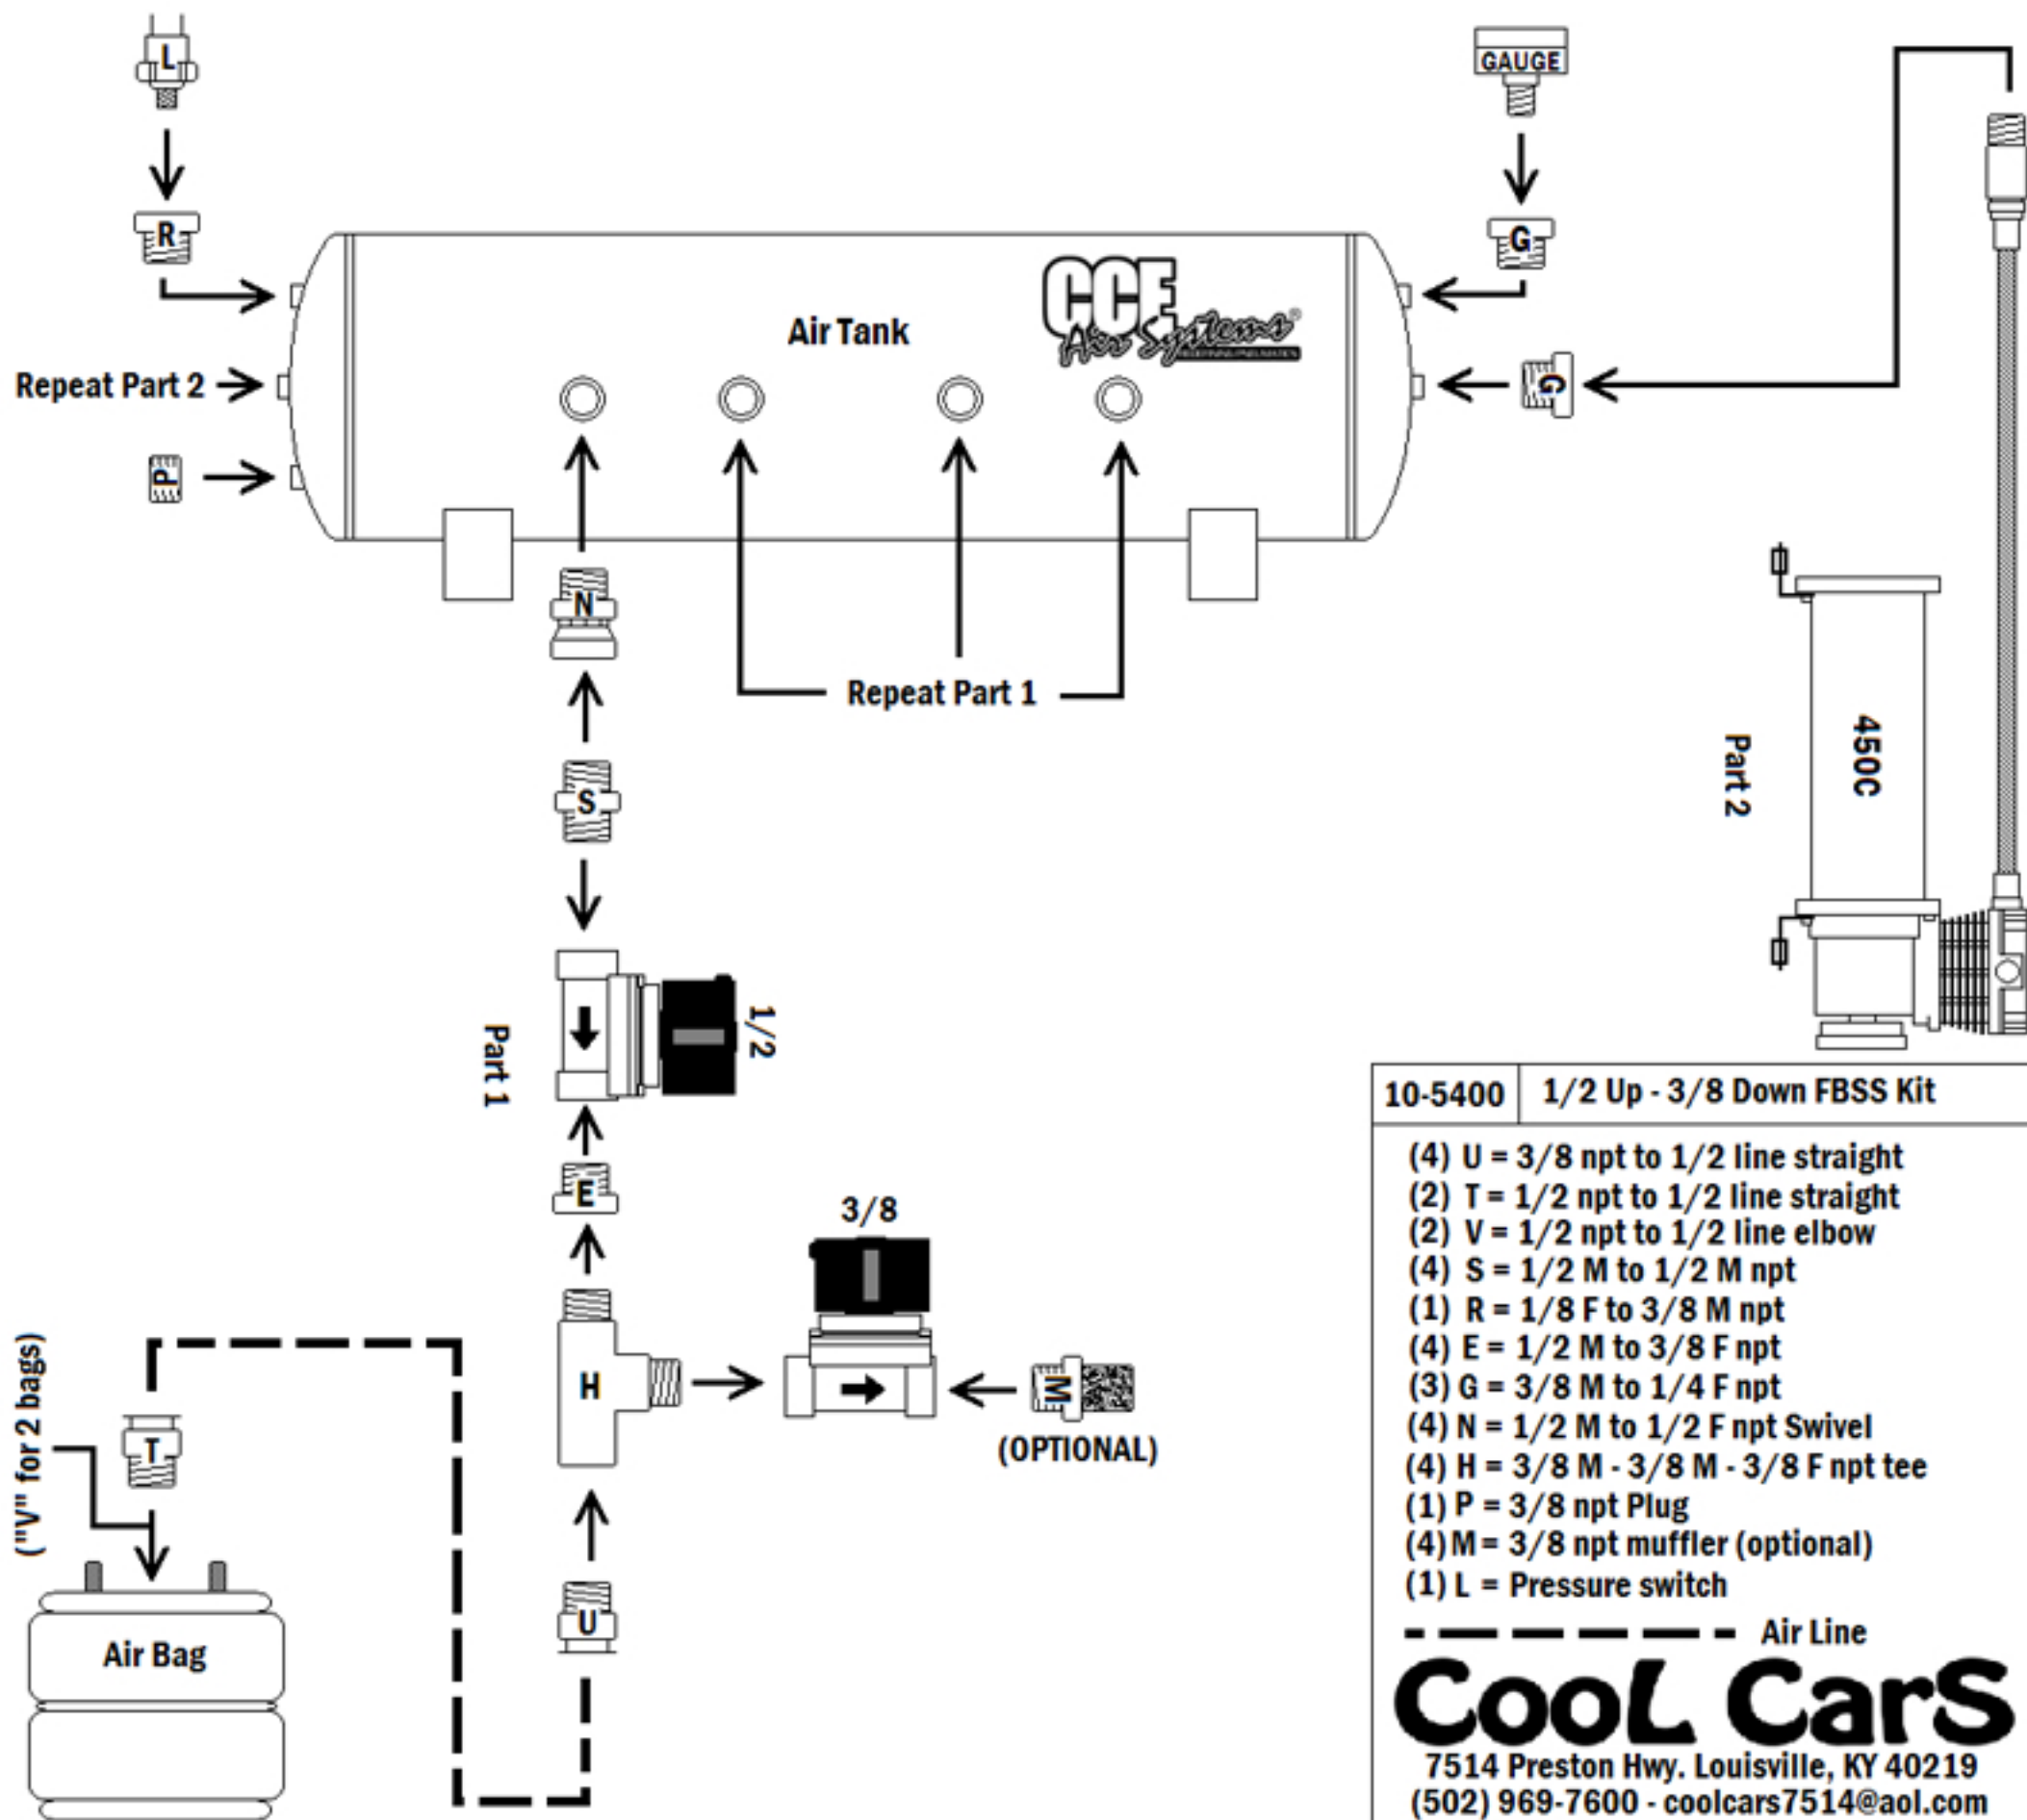 L
GAUGE
R
G
CCE
Air Systems®
Air Tank
Repeat Part 2
G
P
N
Repeat Part 1
S
450C
Part 2
1/2
Part 1
E
3/8
H
M
(OPTIONAL)
("V" for 2 bags)
T
U
Air Bag
10-5400 1/2 Up - 3/8 Down FBSS Kit
(4) U = 3/8 npt to 1/2 line straight
(2) T = 1/2 npt to 1/2 line straight
(2) V = 1/2 npt to 1/2 line elbow
(4) S = 1/2 M to 1/2 M npt
(1) R = 1/8 F to 3/8 M npt
(4) E = 1/2 M to 3/8 F npt
(3) G = 3/8 M to 1/4 F npt
(4) N = 1/2 M to 1/2 F npt Swivel
(4) H = 3/8 M - 3/8 M - 3/8 F npt tee
(1) P = 3/8 npt Plug
(4) M = 3/8 npt muffler (optional)
(1) L = Pressure switch
Air Line
CooL CarS
7514 Preston Hwy. Louisville, KY 40219
(502) 969-7600 - coolcars7514@aol.com